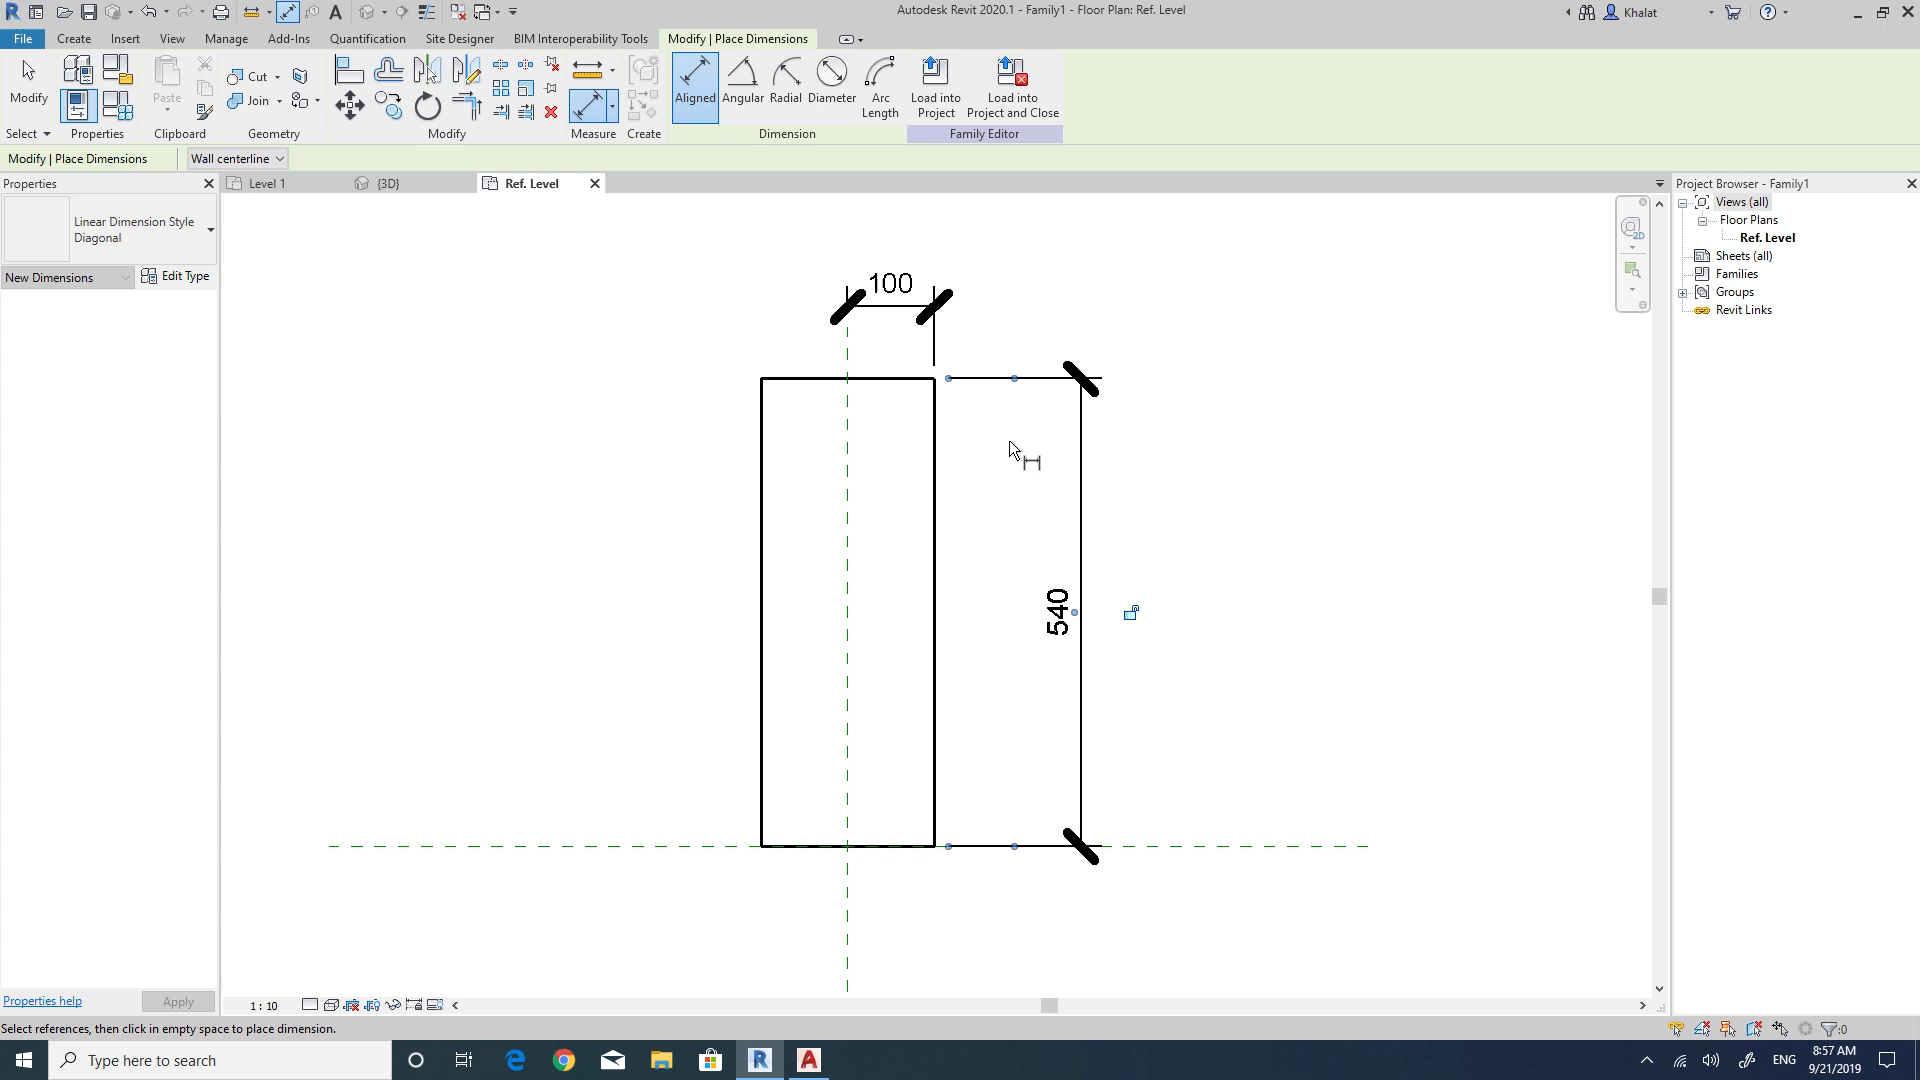 Autodesk Revit 2020.1 - Family1 - Floor Plan: Ref. Level
Khalat
File Create Insert View Manage Add-Ins Quantification Site Designer BIM Interoperability Tools Modify | Place Dimensions
Modify
Paste
Cut
Join
Aligned Angular Radial Diameter Arc Length
Load into Project
Load into Project and Close
Select Properties Clipboard Geometry Modify Measure Create Dimension Family Editor
Modify | Place Dimensions Wall centerline
Properties
Level 1 {3D} Ref. Level
Project Browser - Family1
Linear Dimension Style
Diagonal
New Dimensions Edit Type
Views (all)
Floor Plans
Ref. Level
Sheets (all)
Families
Groups
Revit Links
2D
100
540
Properties help Apply
1 : 10
Select references, then click in empty space to place dimension.
:0
Type here to search
ENG
8:57 AM
9/21/2019